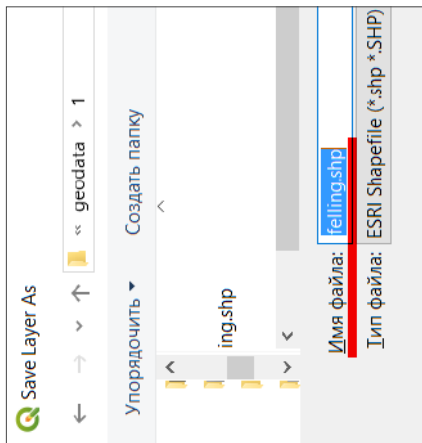 Save Layer As
« geodata > 1
Упорядочить Создать папку
ing.shp
Имя файла: felling.shp
Тип файла: ESRI Shapefile (*.shp *.SHP)